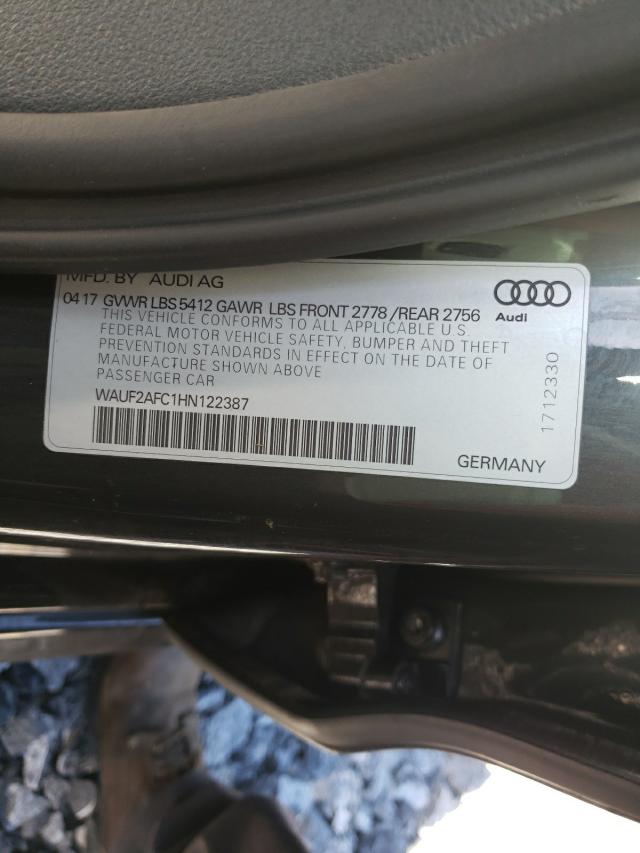 MFD. BY AUDI AG
04 17 GVWR LBS 5412 GAWR LBS FRONT 2778 / REAR 2756
THIS VEHICLE CONFORMS TO ALL APPLICABLE U.S.
FEDERAL MOTOR VEHICLE SAFETY, BUMPER AND THEFT
PREVENTION STANDARDS IN EFFECT ON THE DATE OF
MANUFACTURE SHOWN ABOVE
PASSENGER CAR
WAUF2AFC1HN122387
GERMANY
Audi
1712330